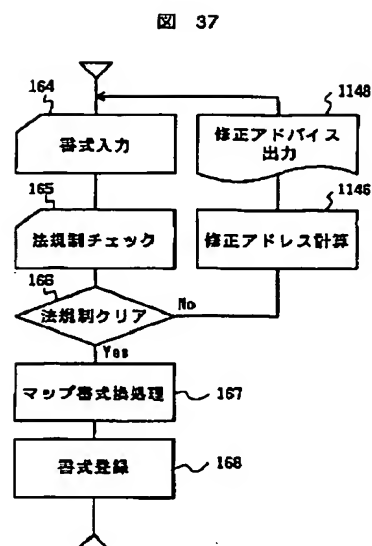 図 37
164
書式入力
1148
修正アドバイス
出力
165
法規制チェック
1146
修正アドレス計算
166
法規制クリア
No
Yes
マップ書式換処理
167
書式登録
168